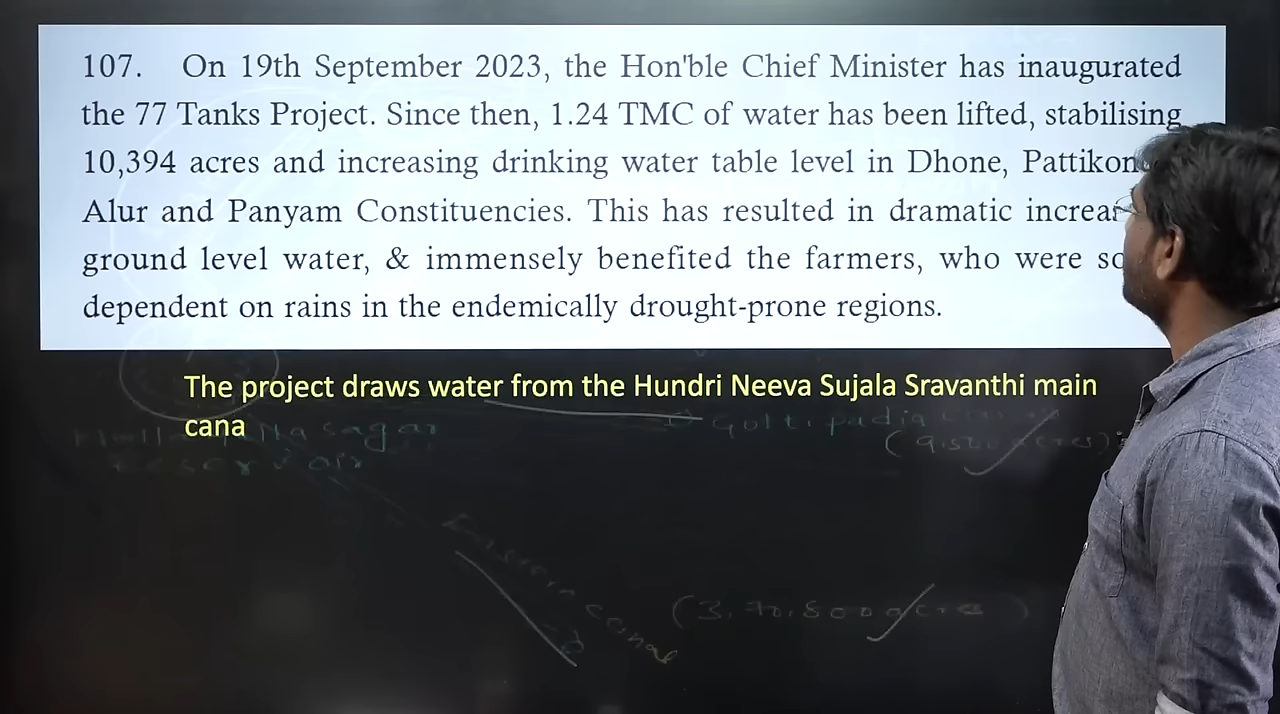 107. On 19th September 2023, the Hon'ble Chief Minister has inaugurated
the 77 Tanks Project. Since then, 1.24 TMC of water has been lifted, stabilising
10,394 acres and increasing drinking water table level in Dhone,
Alur and Panyam Constituencies. This has resulted in dramatic
ground level water, & immensely benefited the farmers, who were
dependent on rains in the endemically drought-prone regions.
The project draws water from the Hundri Neeva Sujala Sravanthi main
cana
sagar
reservoir
Eastern canal